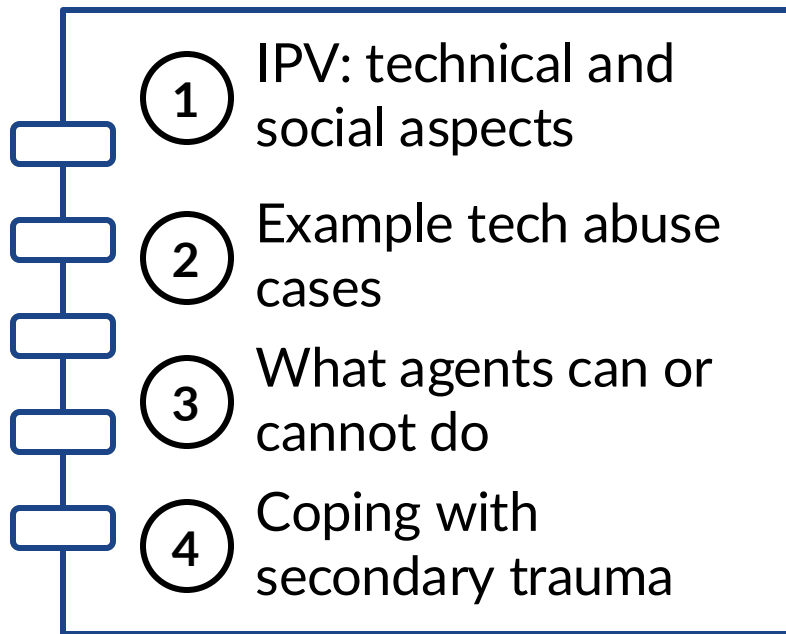 1
IPV: technical and
social aspects
2
Example tech abuse
cases
3
What agents can or
cannot do
4
Coping with
secondary trauma